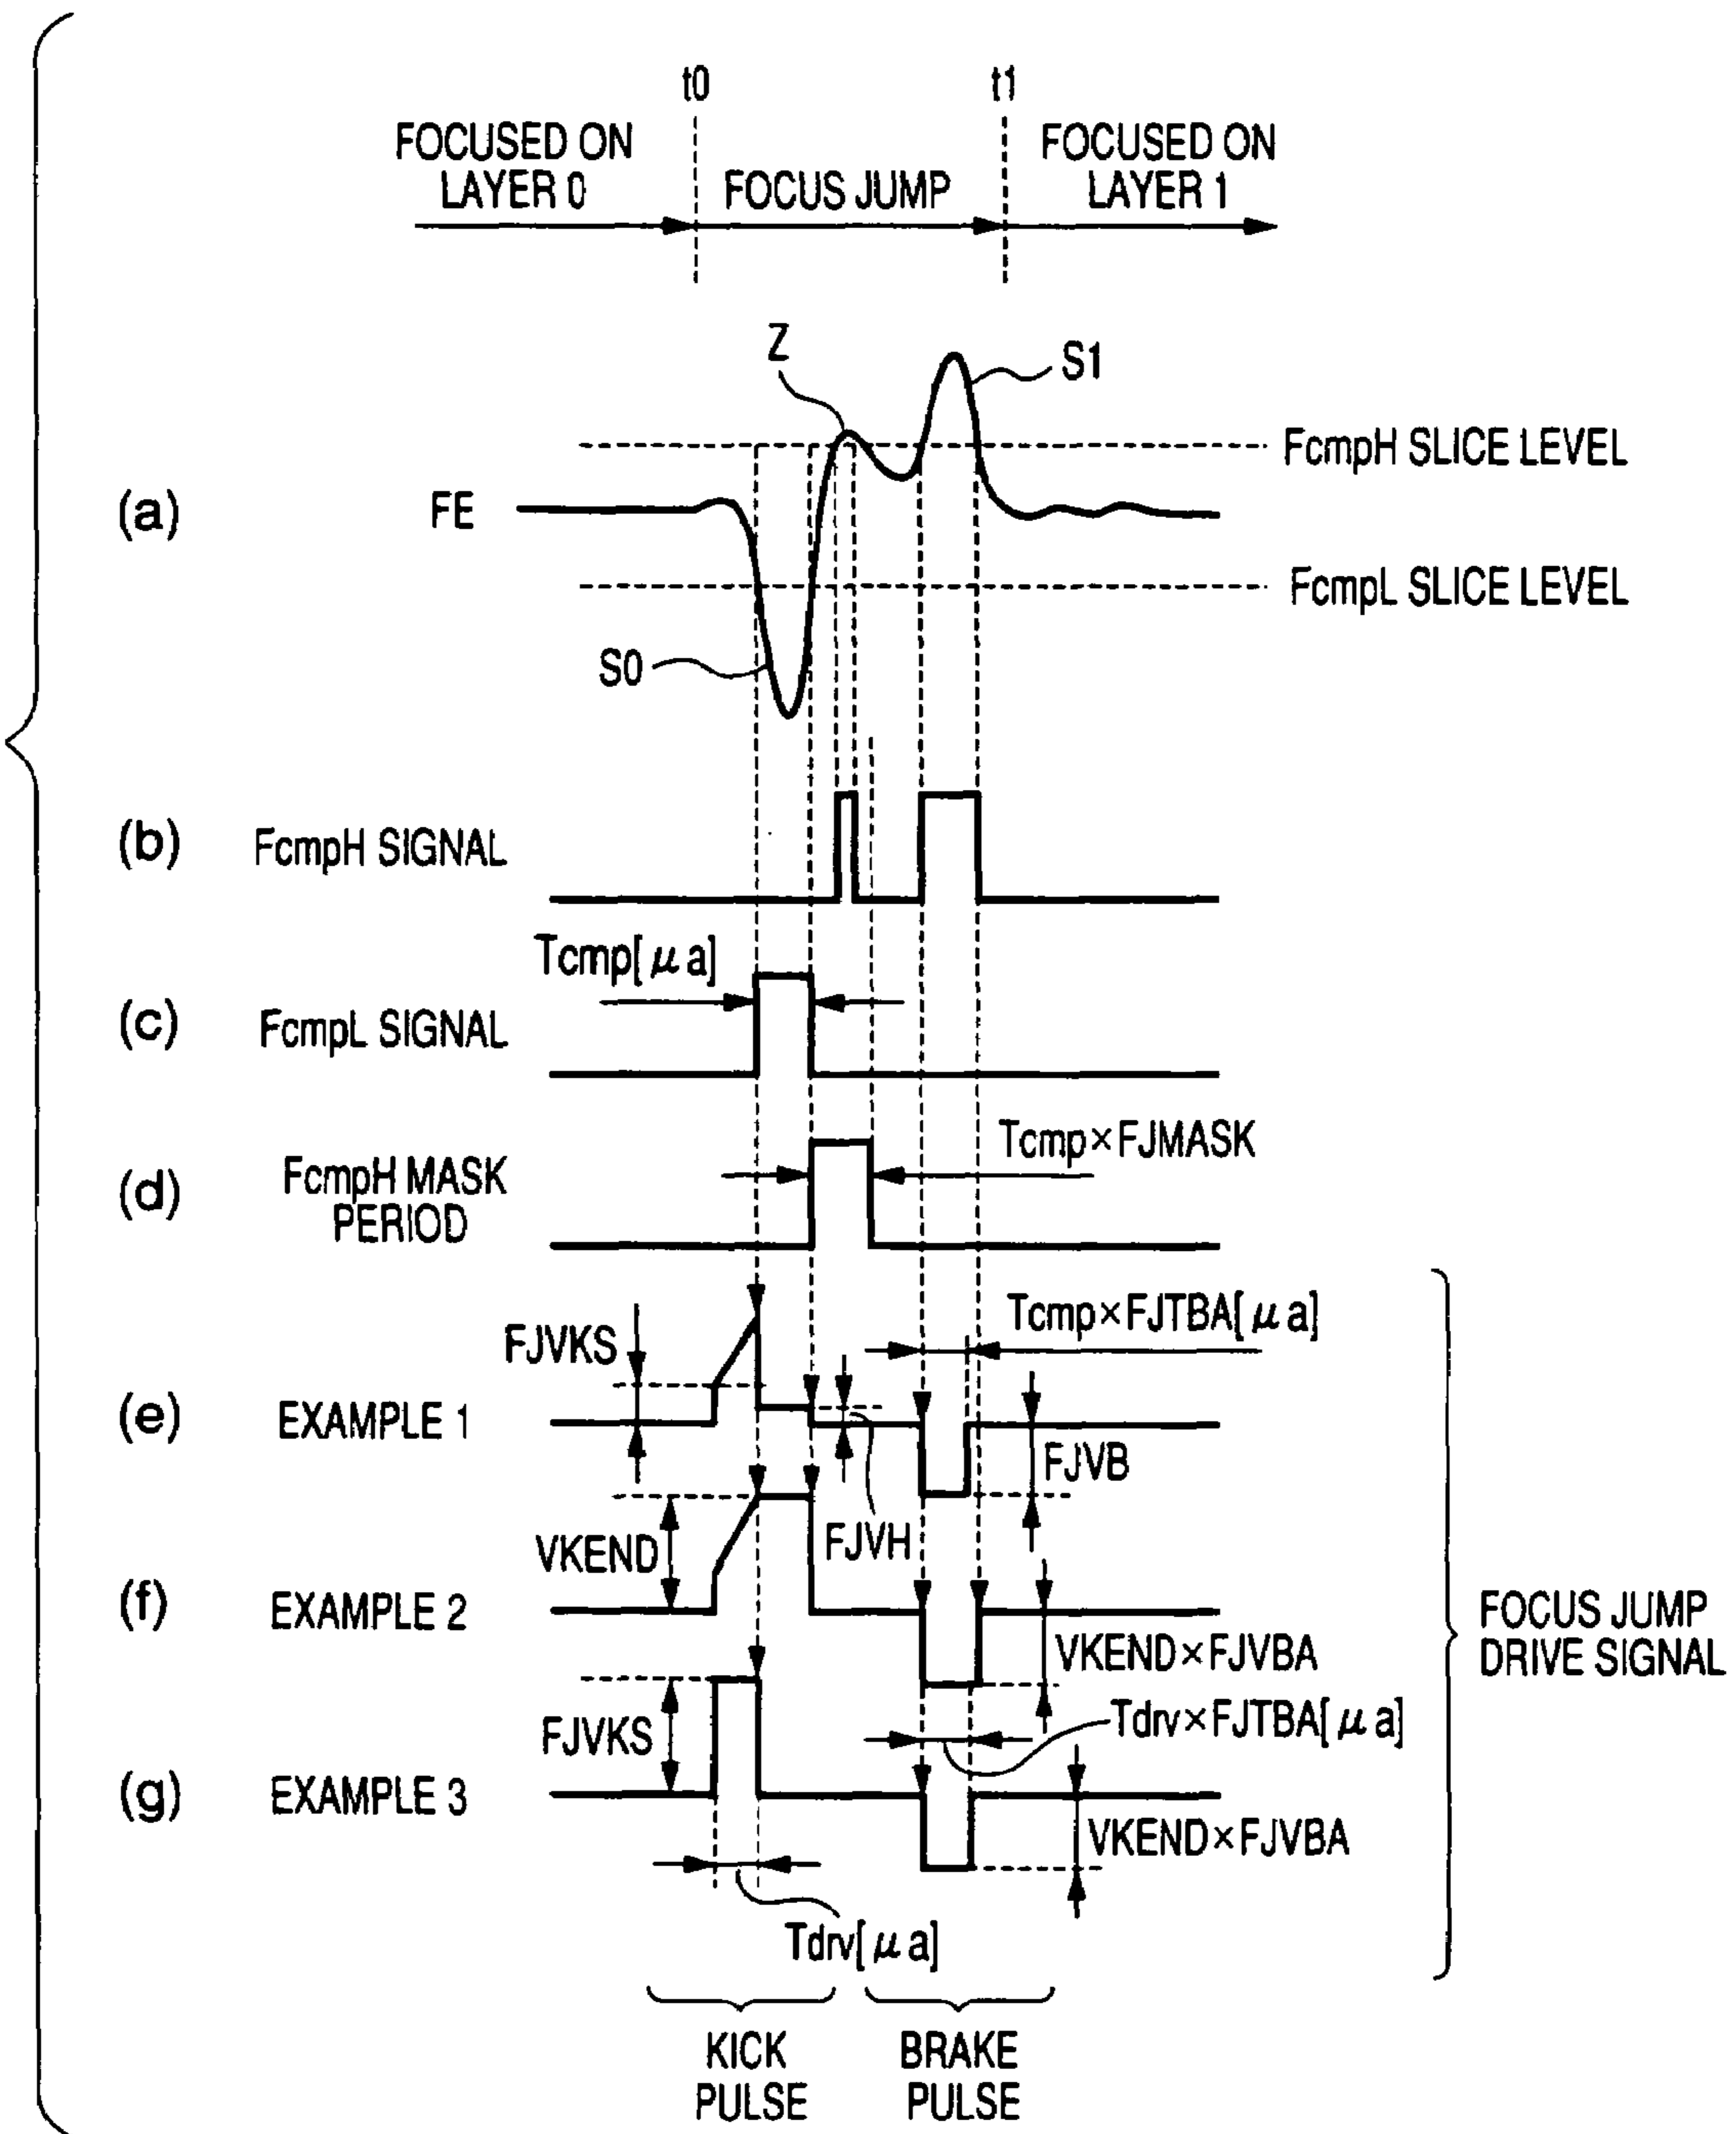 t0
t1
FOCUSED ON
LAYER 0
FOCUS JUMP
FOCUSED ON
LAYER 1
Z
S1
FcmpH SLICE LEVEL
(a)
FE
FcmpL SLICE LEVEL
S0
(b)
FcmpH SIGNAL
Tcmp[μa]
(c)
FcmpL SIGNAL
Tcmp×FJMASK
(d)
FcmpH MASK
PERIOD
Tcmp×FJTBA[μa]
FJVKS
(e)
EXAMPLE 1
FJVB
FJVH
VKEND
(f)
EXAMPLE 2
VKEND×FJVBA
FOCUS JUMP
DRIVE SIGNAL
Tdrv×FJTBA[μa]
FJVKS
(g)
EXAMPLE 3
VKEND×FJVBA
Tdrv[μa]
KICK
PULSE
BRAKE
PULSE